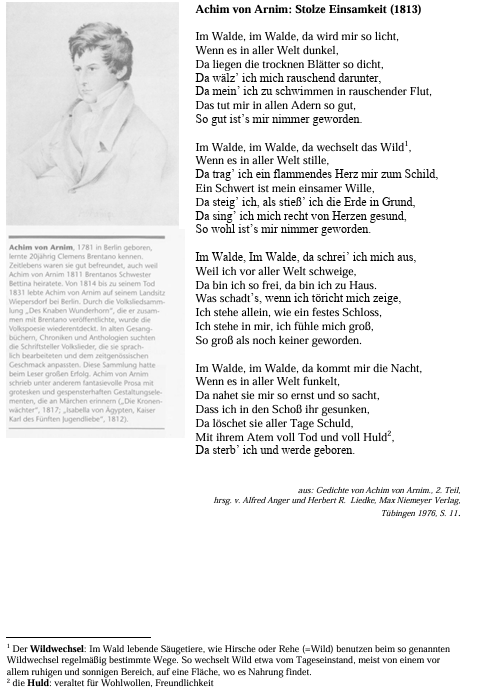 Achim von Arnim: Stolze Einsamkeit (1813)
Im Walde, im Walde, da wird mir so licht,
Wenn es in aller Welt dunkel,
Da liegen die trocknen Blätter so dicht,
Da wälz' ich mich rauschend darunter,
Da mein' ich zu schwimmen in rauschender Flut,
Das tut mir in allen Adern so gut,
So gut ist's mir nimmer geworden.
Im Walde, im Walde, da wechselt das Wild¹,
Wenn es in aller Welt stille,
Da trag' ich ein flammendes Herz mir zum Schild,
Ein Schwert ist mein einsamer Wille,
Da steig' ich, als stieß' ich die Erde in Grund,
Da sing' ich mich recht von Herzen gesund,
So wohl ist's mir nimmer geworden.
Im Walde, Im Walde, da schrei' ich mich aus,
Weil ich vor aller Welt schweige,
Da bin ich so frei, da bin ich zu Haus.
Was schadt's, wenn ich töricht mich zeige,
Ich stehe allein, wie ein festes Schloss,
Ich stehe in mir, ich fühle mich groß,
So groß als noch keiner geworden.
Im Walde, im Walde, da kommt mir die Nacht,
Wenn es in aller Welt funkelt,
Da nahet sie mir so ernst und so sacht,
Dass ich in den Schoß ihr gesunken,
Da löschet sie aller Tage Schuld,
Mit ihrem Atem voll Tod und voll Huld²,
Da sterb' ich und werde geboren.
aus: Gedichte von Achim von Arnim., 2. Teil,
hrsg. v. Alfred Anger und Herbert R. Liedke, Max Niemeyer Verlag,
Tübingen 1976, S. 11.
Achim von Arnim, 1781 in Berlin geboren,
lernte 20jährig Clemens Brentano kennen.
Zeitlebens waren sie gut befreundet, auch weil
Achim von Arnim 1811 Brentanos Schwester
Bettina heiratete. Von 1814 bis zu seinem Tod
1831 lebte Achim von Arnim auf seinem Landsitz
Wiepersdorf bei Berlin. Durch die Volksliedsamm-
lung „Des Knaben Wunderhorn", die er zusam-
men mit Brentano veröffentlichte, wurde die
Volkspoesie wiederentdeckt. In alten Gesang-
büchern, Chroniken und Anthologien suchten
die Schriftsteller Volkslieder, die sie sprach-
lich bearbeiteten und dem zeitgenössischen
Geschmack anpassten. Diese Sammlung hatte
beim Leser großen Erfolg. Achim von Arnim
schrieb unter anderem fantasievolle Prosa mit
grotesken und gespensterhaften Gestaltungsele-
menten, die an Märchen erinnern („Die Kronen-
wächter", 1817; „Isabella von Ägypten, Kaiser
Karl des Fünften Jugendliebe", 1812).
¹ Der Wildwechsel: Im Wald lebende Säugetiere, wie Hirsche oder Rehe (=Wild) benutzen beim so genannten
Wildwechsel regelmäßig bestimmte Wege. So wechselt Wild etwa vom Tageseinstand, meist von einem vor
allem ruhigen und sonnigen Bereich, auf eine Fläche, wo es Nahrung findet.
² die Huld: veraltet für Wohlwollen, Freundlichkeit